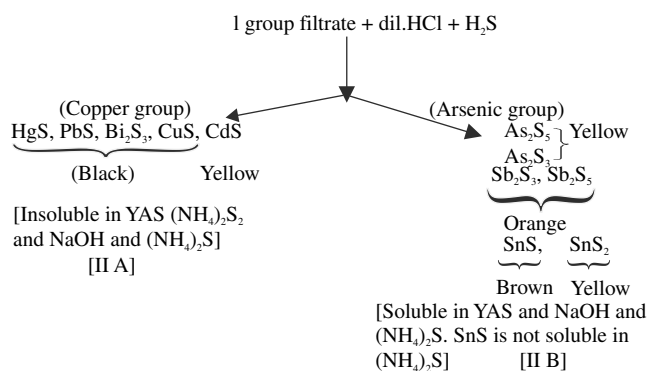 l group filtrate + dil.HCl + H₂S
(Copper group)
HgS, PbS, Bi₂S₃, CuS, CdS
(Black) Yellow
[Insoluble in YAS (NH₄)₂S₂
and NaOH and (NH₄)₂S]
[II A]
(Arsenic group)
As₂S₅ Yellow
As₂S₃
Sb₂S₃, Sb₂S₅
Orange
SnS, SnS₂
Brown Yellow
[Soluble in YAS and NaOH and
(NH₄)₂S. SnS is not soluble in
(NH₄)₂S] [II B]